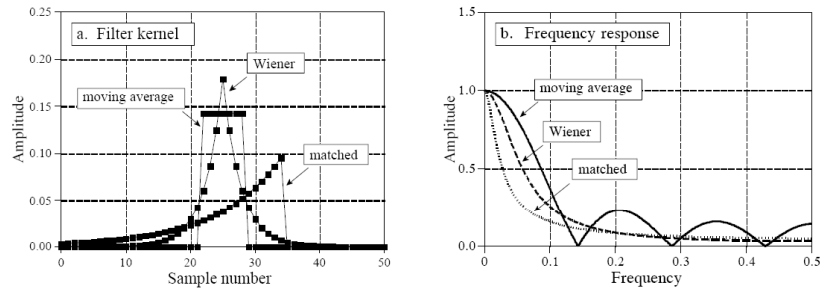 a. Filter kernel
Wiener
moving average
matched
Amplitude
0.25
0.20
0.15
0.10
0.05
0.00
0 10 20 30 40 50
Sample number
b. Frequency response
moving average
Wiener
matched
Amplitude
1.5
1.0
0.5
0.0
0 0.1 0.2 0.3 0.4 0.5
Frequency